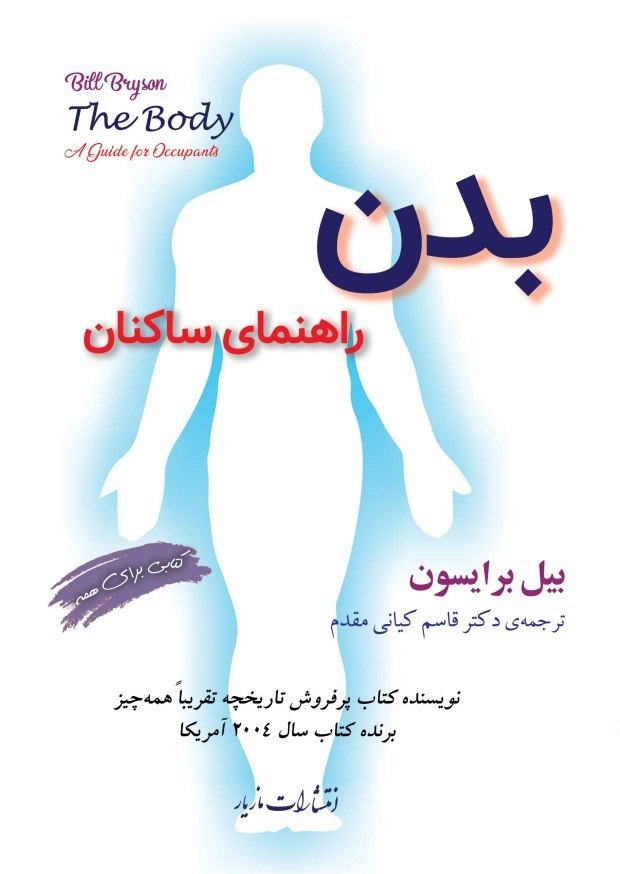 Bill Bryson
The Body
A Guide for Occupants
بدن
راهنمای ساکنان
بیل برایسون
ترجمه‌ی دکتر قاسم کیانی مقدم
کتابی برای همه
نویسنده کتاب پرفروش تاریخچه تقریباً همه‌چیز
برنده کتاب سال ۲۰۰۴ آمریکا
انتشارات مازیار